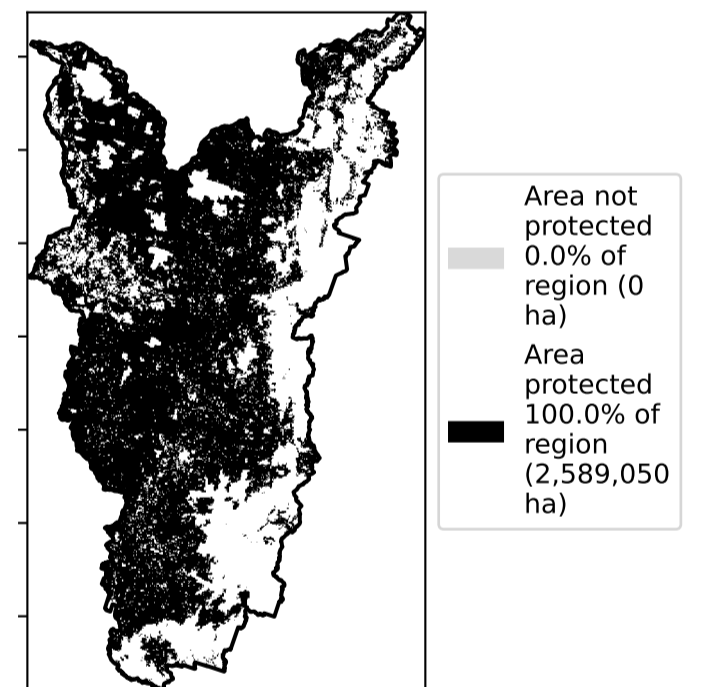 Area not
protected
0.0% of
region (0
ha)
Area
protected
100.0% of
region
(2,589,050
ha)